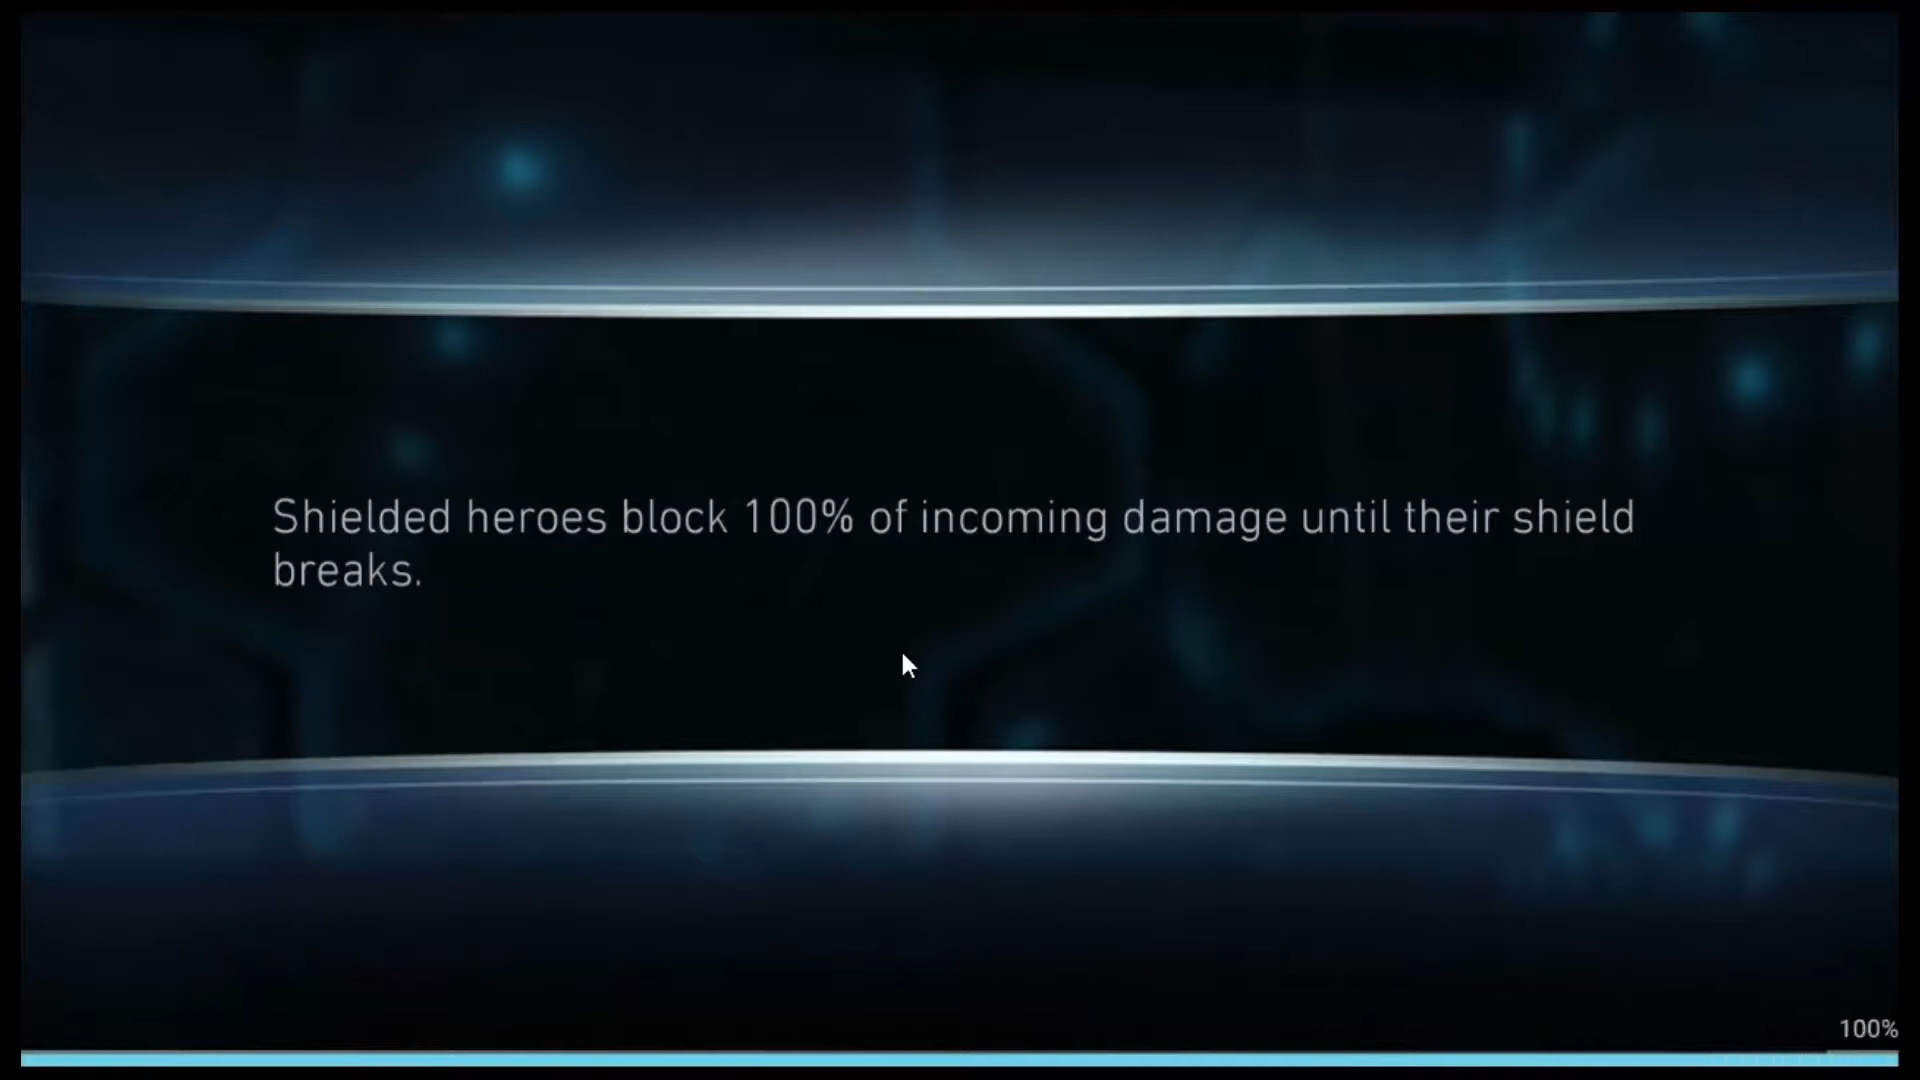 Shielded heroes block 100% of incoming damage until their shield
breaks.
100%